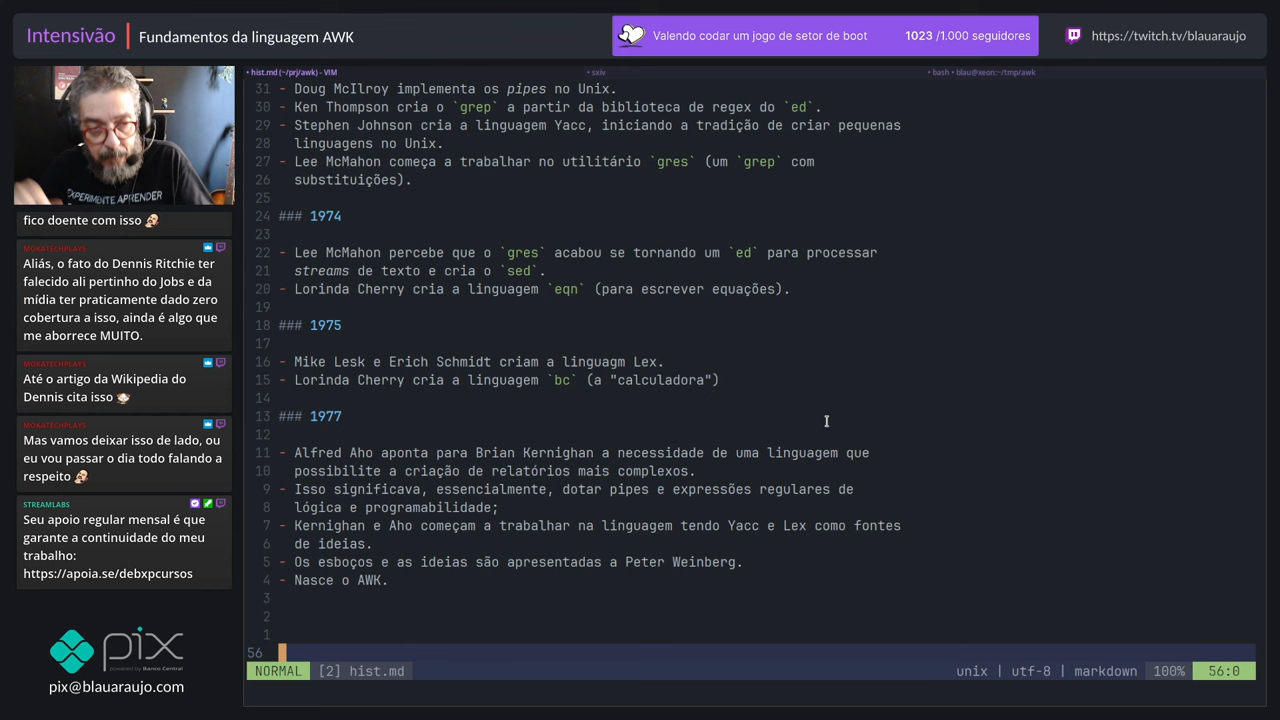 Intensivão
Fundamentos da linguagem AWK
Valendo codar um jogo de setor de boot
1023 /1.000 seguidores
https://twitch.tv/blauaraujo
EXPERIMENTE APRENDER
fico doente com isso
MOKATECHPLAYS
Aliás, o fato do Dennis Ritchie ter
falecido ali pertinho do Jobs e da
mídia ter praticamente dado zero
cobertura a isso, ainda é algo que
me aborrece MUITO.
MOKATECHPLAYS
Até o artigo da Wikipedia do
Dennis cita isso
MOKATECHPLAYS
Mas vamos deixar isso de lado, ou
eu vou passar o dia todo falando a
respeito
STREAMLABS
Seu apoio regular mensal é que
garante a continuidade do meu
trabalho:
https://apoia.se/debxpcursos
pix
powered by Banco Central
pix@blauaraujo.com
• hist.md (~/prj/awk) - VIM
• sxiv
• bash • blau@xeon:~/tmp/awk
31 - Doug McIlroy implementa os pipes no Unix.
30 - Ken Thompson cria o `grep` a partir da biblioteca de regex do `ed`.
29 - Stephen Johnson cria a linguagem Yacc, iniciando a tradição de criar pequenas
28 linguagens no Unix.
27 - Lee McMahon começa a trabalhar no utilitário `gres` (um `grep` com
26 substituições).
25
24 ### 1974
23
22 - Lee McMahon percebe que o `gres` acabou se tornando um `ed` para processar
21 streams de texto e cria o `sed`.
20 - Lorinda Cherry cria a linguagem `eqn` (para escrever equações).
19
18 ### 1975
17
16 - Mike Lesk e Erich Schmidt criam a linguagm Lex.
15 - Lorinda Cherry cria a linguagem `bc` (a "calculadora")
14
13 ### 1977
12
11 - Alfred Aho aponta para Brian Kernighan a necessidade de uma linguagem que
10 possibilite a criação de relatórios mais complexos.
9 - Isso significava, essencialmente, dotar pipes e expressões regulares de
8 lógica e programabilidade;
7 - Kernighan e Aho começam a trabalhar na linguagem tendo Yacc e Lex como fontes
6 de ideias.
5 - Os esboços e as ideias são apresentadas a Peter Weinberg.
4 - Nasce o AWK.
3
2
1
56
NORMAL [2] hist.md
unix | utf-8 | markdown 100% 56:0